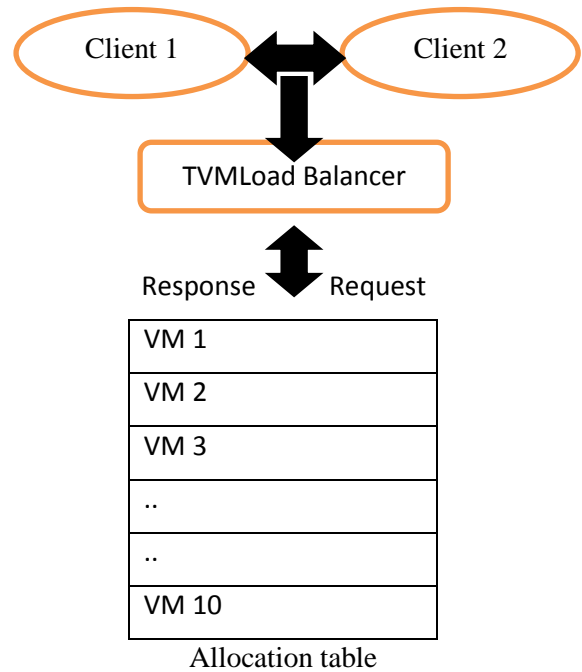 Client 1
Client 2
TVMLoad Balancer
Response
Request
VM 1
VM 2
VM 3
..
..
VM 10
Allocation table